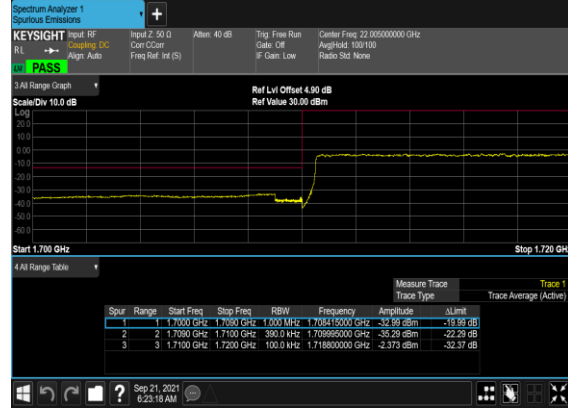 Spectrum Analyzer 1
Spurious Emissions
+
KEYSIGHT Input: RF Input Z: 50 Ω Atten: 40 dB Trig: Free Run Center Freq: 22.005000000 GHz
RL Coupling: DC Corr CCorr Gate: Off Avg|Hold: 100/100
Align: Auto Freq Ref: Int (S) IF Gain: Low Radio Std: None
PASS
3 All Range Graph Ref Lvl Offset 4.90 dB
Scale/Div 10.0 dB Ref Value 30.00 dBm
Log
20.0
10.0
0.00
-10.0
-20.0
-30.0
-40.0
-50.0
-60.0
Start 1.700 GHz Stop 1.720 GH
4 All Range Table
Measure Trace Trace 1
Trace Type Trace Average (Active)
Spur Range Start Freq Stop Freq RBW Frequency Amplitude ΔLimit
1 1 1.7000 GHz 1.7090 GHz 1.000 MHz 1.708415000 GHz -32.99 dBm -19.99 dB
2 2 1.7090 GHz 1.7100 GHz 390.0 kHz 1.709995000 GHz -35.29 dBm -22.29 dB
3 3 1.7100 GHz 1.7200 GHz 100.0 kHz 1.718800000 GHz -2.373 dBm -32.37 dB
? Sep 21, 2021
6:23:18 AM